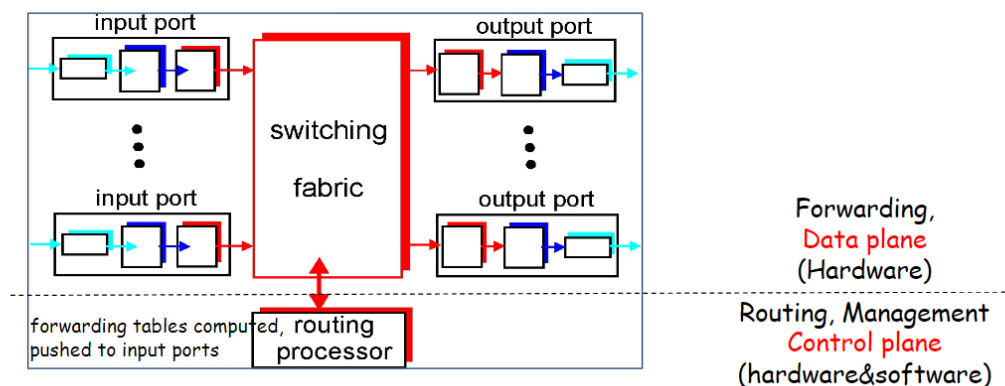 input port
output port
switching
fabric
input port
output port
Forwarding,
Data plane
(Hardware)
forwarding tables computed,
pushed to input ports
routing
processor
Routing, Management
Control plane
(hardware&software)